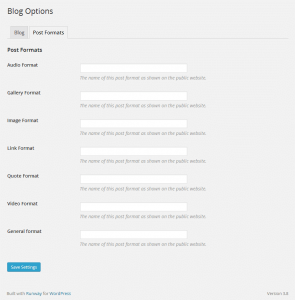 Blog Options
Blog Post Formats
Post Formats
Audio Format
The name of this post format as shown on the public website.
Gallery Format
The name of this post format as shown on the public website.
Image Format
The name of this post format as shown on the public website.
Link Format
The name of this post format as shown on the public website.
Quote Format
The name of this post format as shown on the public website.
Video Format
The name of this post format as shown on the public website.
General format
The name of this post format as shown on the public website.
Save Settings
Built with Runway for WordPress
Version 3.8